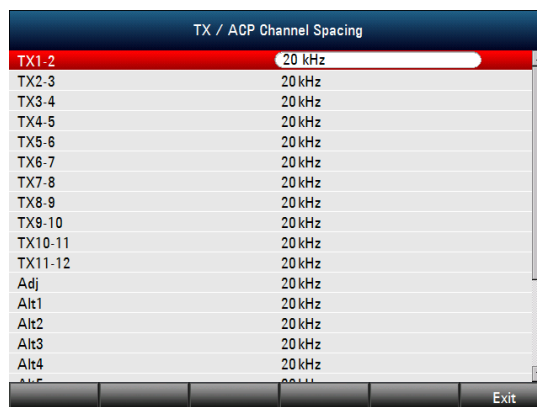 TX / ACP Channel Spacing
TX1-2 20 kHz
TX2-3 20 kHz
TX3-4 20 kHz
TX4-5 20 kHz
TX5-6 20 kHz
TX6-7 20 kHz
TX7-8 20 kHz
TX8-9 20 kHz
TX9-10 20 kHz
TX10-11 20 kHz
TX11-12 20 kHz
Adj 20 kHz
Alt1 20 kHz
Alt2 20 kHz
Alt3 20 kHz
Alt4 20 kHz
Exit